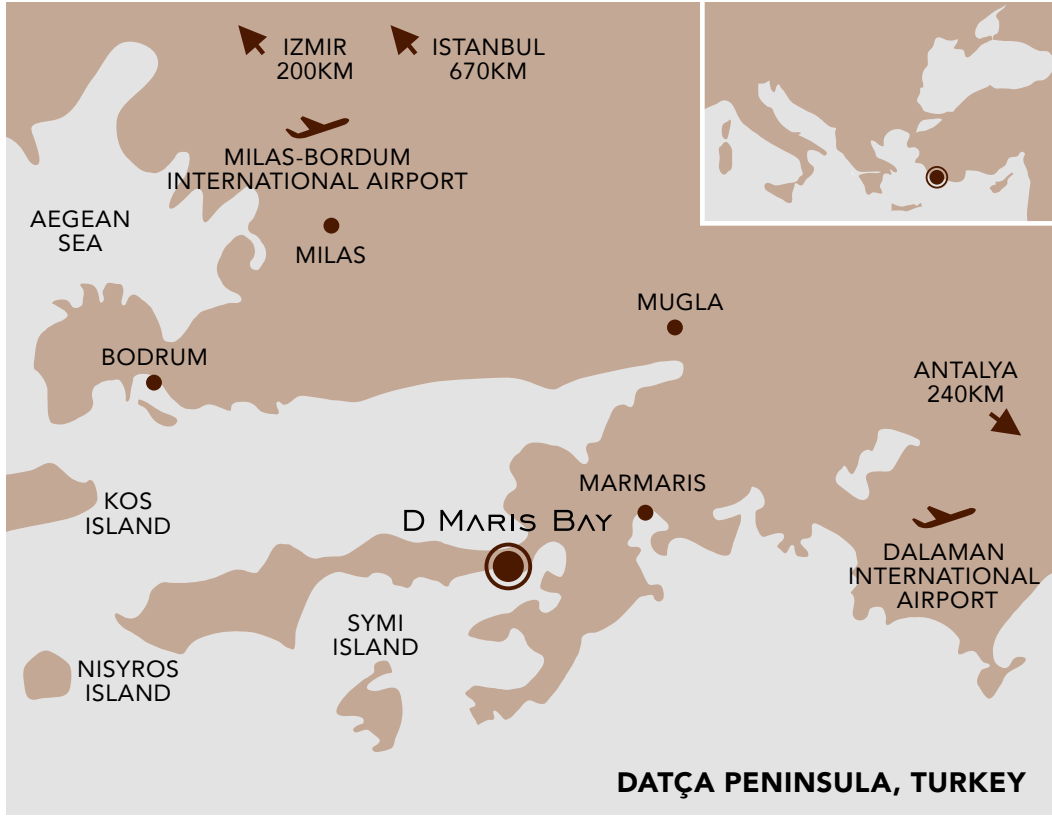 IZMIR
200KM
ISTANBUL
670KM
MILAS-BORDUM
INTERNATIONAL AIRPORT
AEGEAN
SEA
MILAS
MUGLA
BODRUM
ANTALYA
240KM
MARMARIS
KOS
ISLAND
D MARIS BAY
DALAMAN
INTERNATIONAL
AIRPORT
SYMI
ISLAND
NISYROS
ISLAND
DATÇA PENINSULA, TURKEY